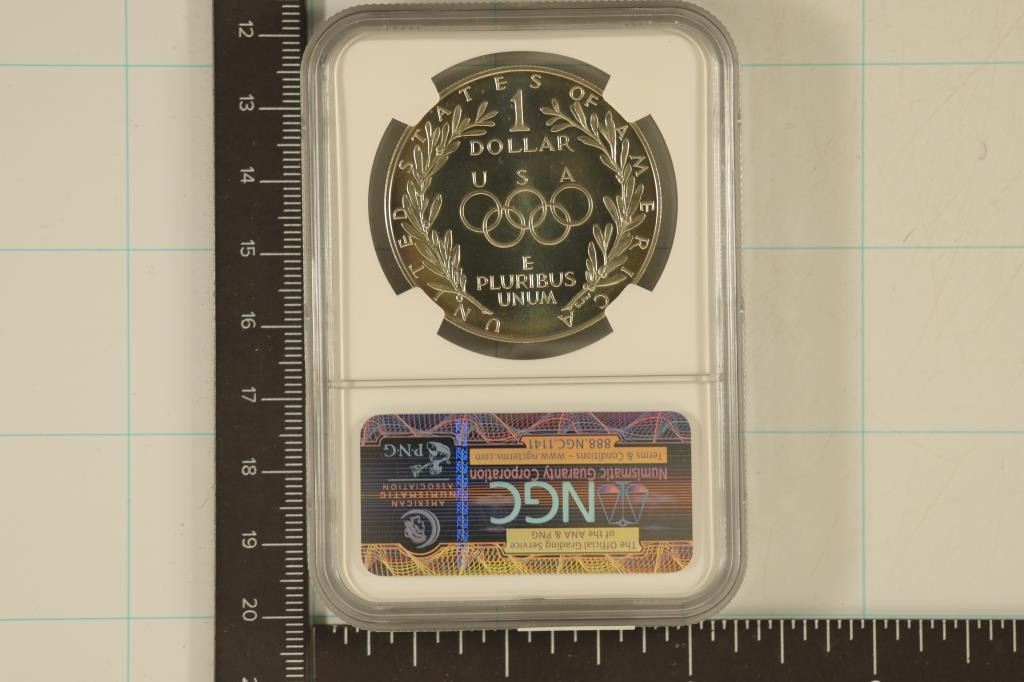 12
13
14
15
16
17
18
19
20
UNITED STATES OF AMERICA
1
DOLLAR
USA
E
PLURIBUS
UNUM
The Official Grading Service
of the ANA & PNG
NGC
Numismatic Guaranty Corporation
Terms & Conditions - www.ngcterms.com
888.NGC.1141
AMERICAN
NUMISMATIC
ASSOCIATION
P·N·G